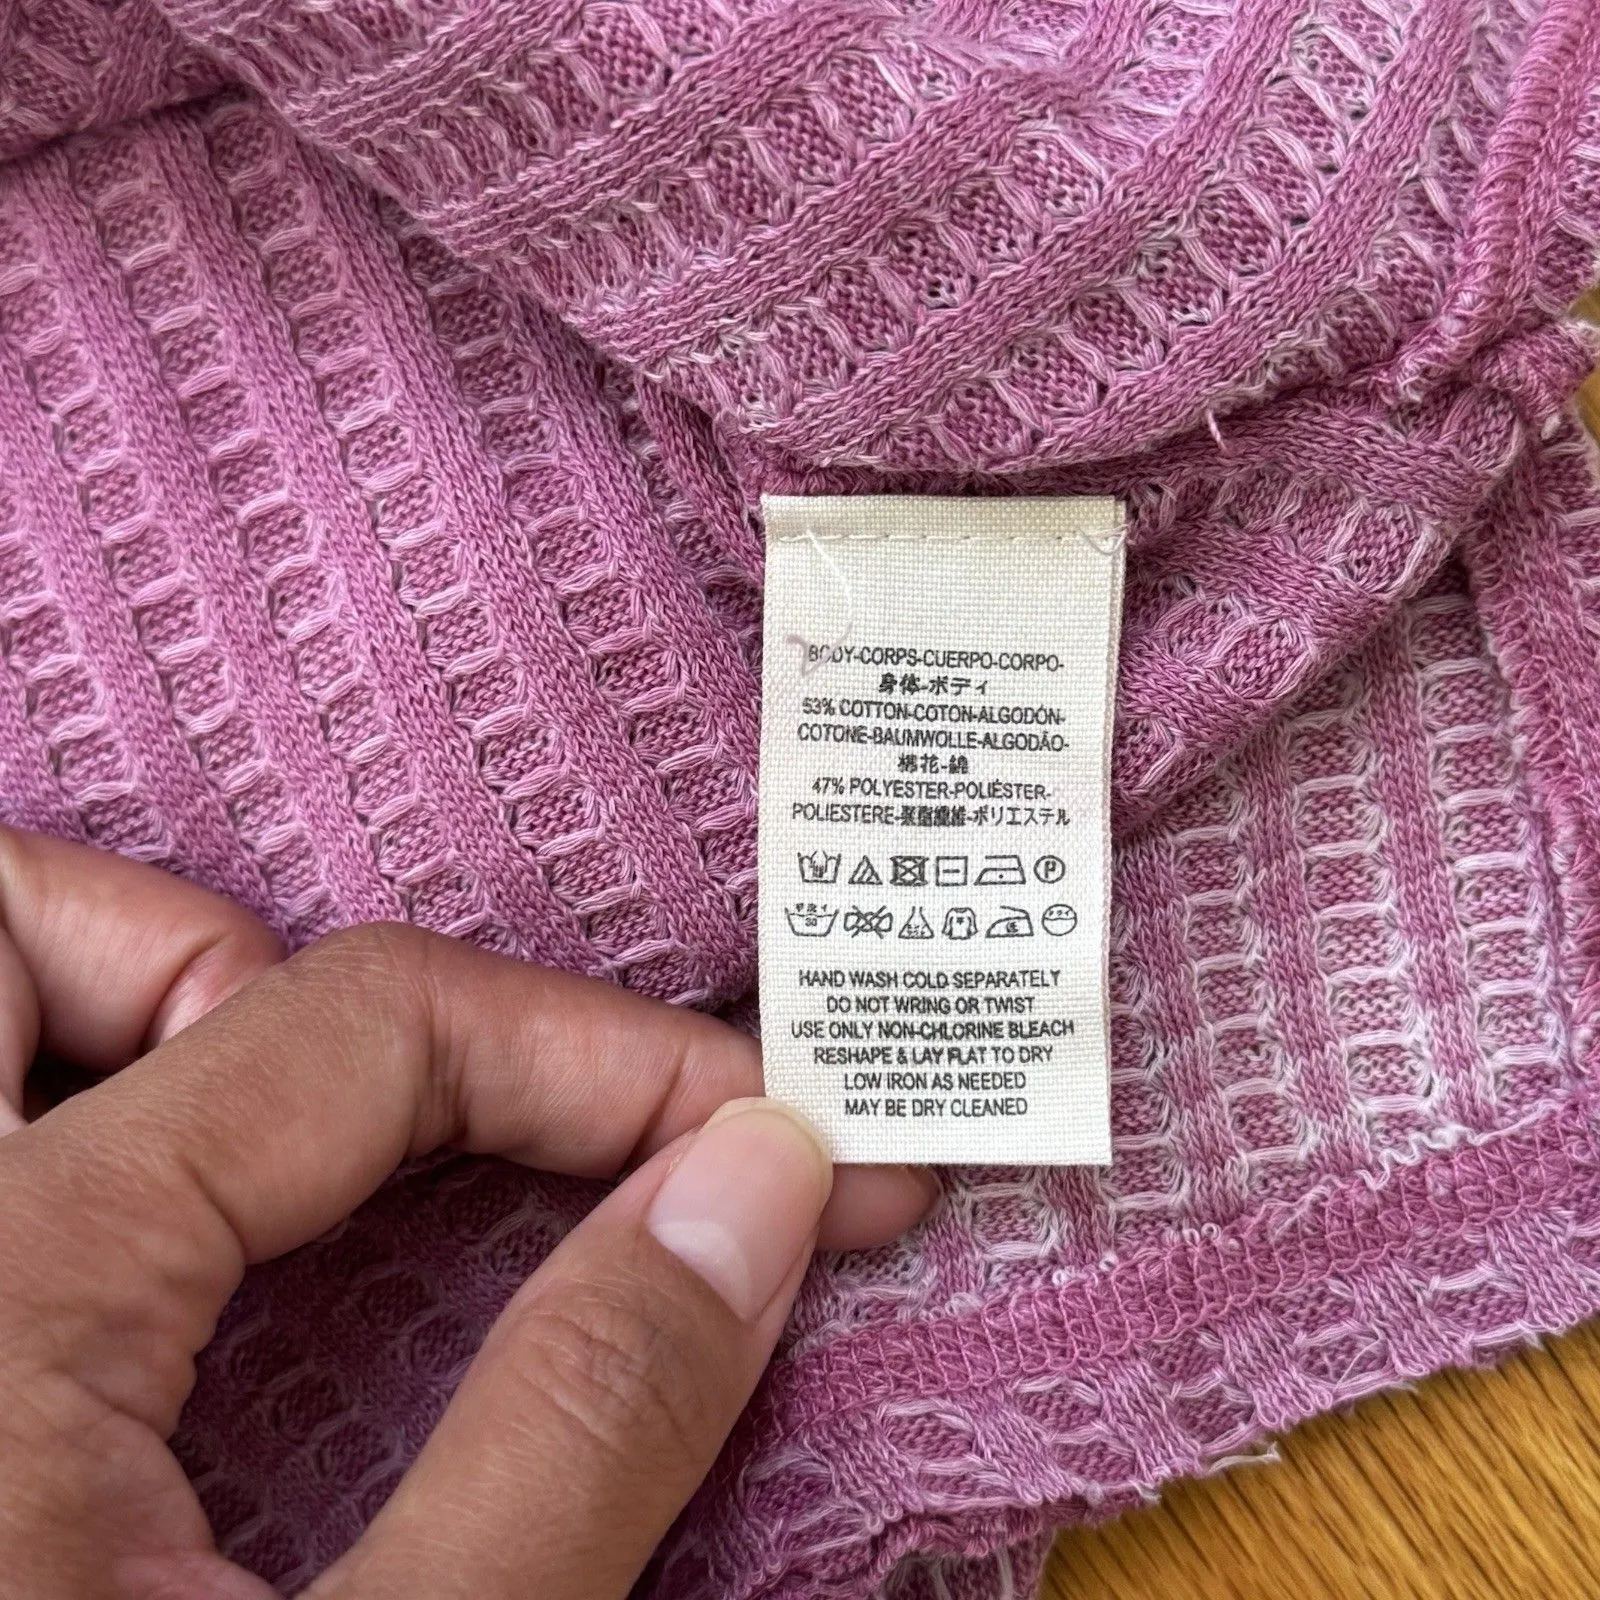 BODY-CORPS-CUERPO-CORPO-
身体-ボディ
53% COTTON-COTON-ALGODÓN-
COTONE-BAUMWOLLE-ALGODÃO-
棉花-綿
47% POLYESTER-POLIÉSTER-
POLIESTERE-聚酯纖維-ポリエステル
HAND WASH COLD SEPARATELY
DO NOT WRING OR TWIST
USE ONLY NON-CHLORINE BLEACH
RESHAPE & LAY FLAT TO DRY
LOW IRON AS NEEDED
MAY BE DRY CLEANED